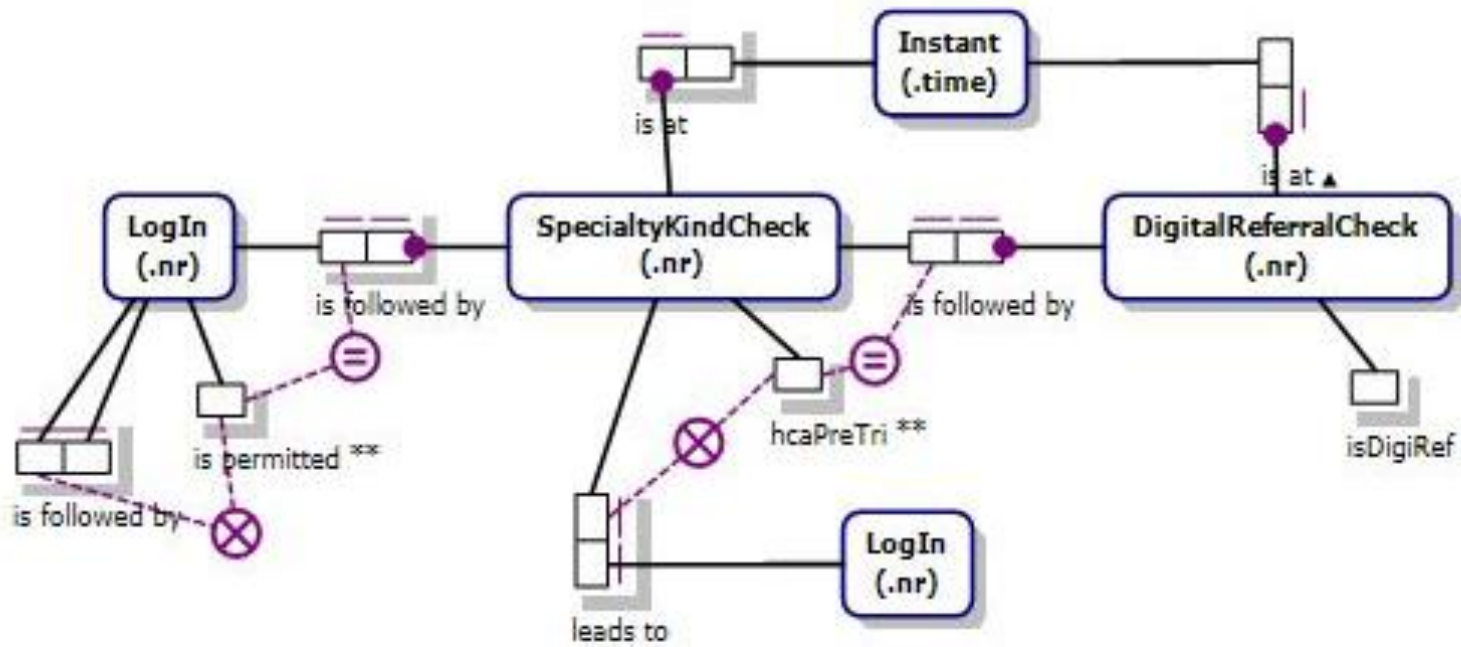 Instant
(.time)
is at
is at ▲
LogIn
(.nr)
SpecialtyKindCheck
(.nr)
DigitalReferralCheck
(.nr)
is followed by
is followed by
hcaPreTri **
isDigiRef
is permitted **
is followed by
LogIn
(.nr)
leads to